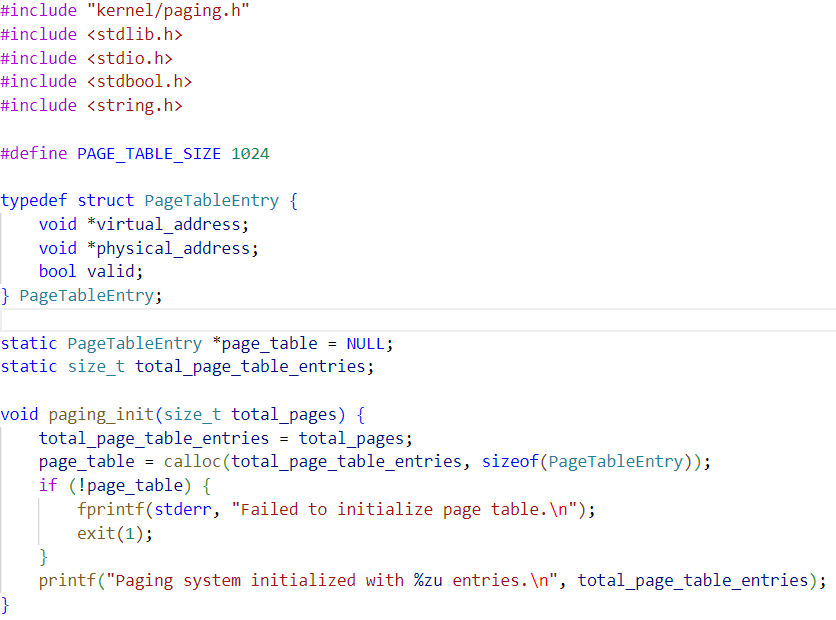 #include "kernel/paging.h"
#include <stdlib.h>
#include <stdio.h>
#include <stdbool.h>
#include <string.h>

#define PAGE_TABLE_SIZE 1024

typedef struct PageTableEntry {
    void *virtual_address;
    void *physical_address;
    bool valid;
} PageTableEntry;

static PageTableEntry *page_table = NULL;
static size_t total_page_table_entries;

void paging_init(size_t total_pages) {
    total_page_table_entries = total_pages;
    page_table = calloc(total_page_table_entries, sizeof(PageTableEntry));
    if (!page_table) {
        fprintf(stderr, "Failed to initialize page table.\n");
        exit(1);
    }
    printf("Paging system initialized with %zu entries.\n", total_page_table_entries);
}